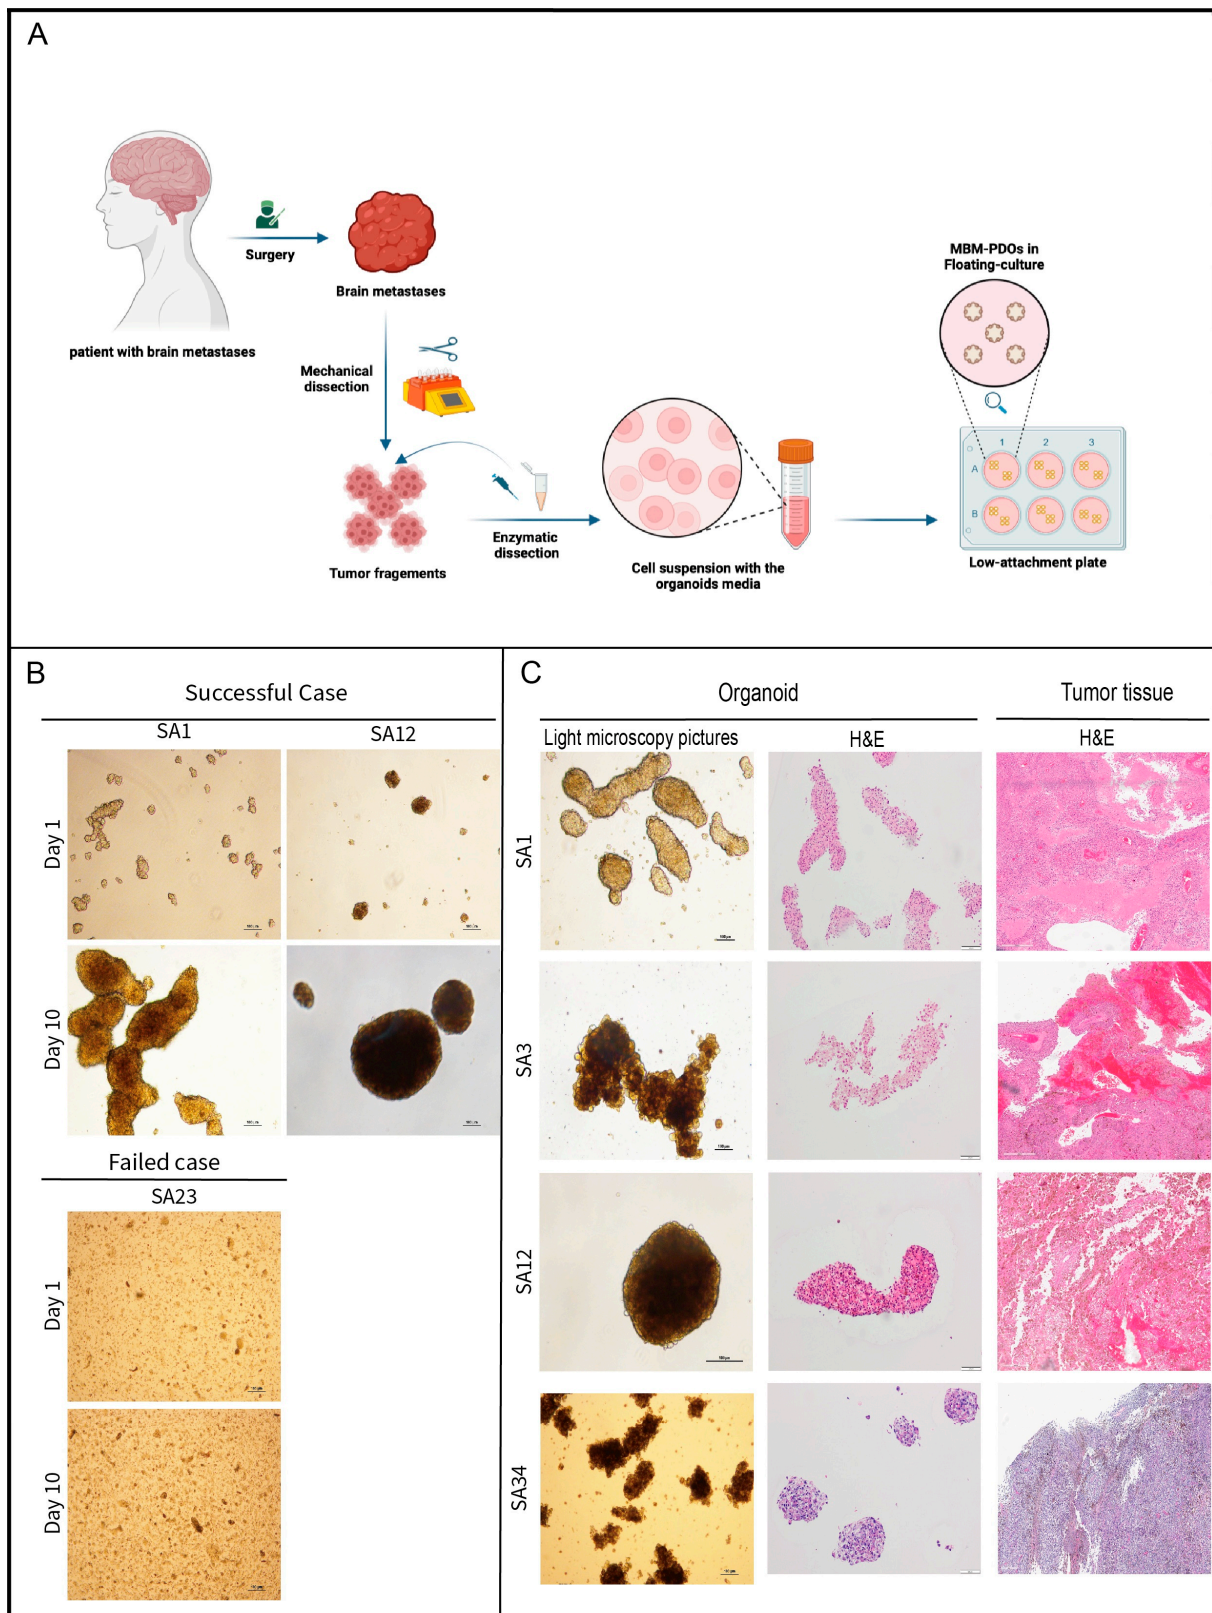 A
patient with brain metastases
Surgery
Brain metastases
Mechanical
dissection
Tumor fragements
Enzymatic
dissection
Cell suspension with the
organoids media
MBM-PDOs in
Floating-culture
1 2 3
A
B
Low-attachment plate
B
Successful Case
SA1 SA12
Day 1
Day 10
Failed case
SA23
Day 1
Day 10
C
Organoid Tumor tissue
Light microscopy pictures H&E H&E
SA1
SA3
SA12
SA34